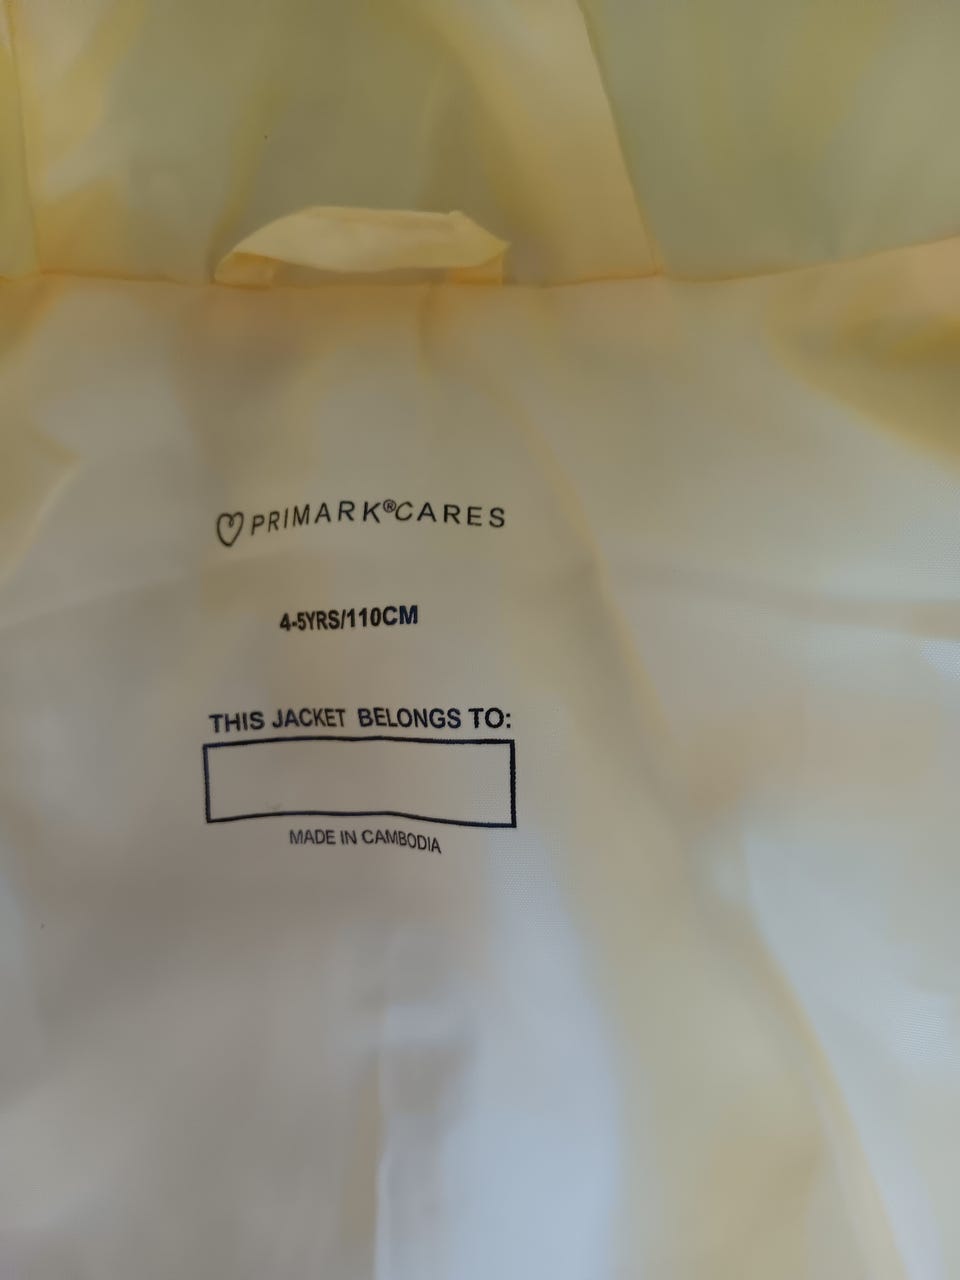 PRIMARK®CARES
4-5YRS/110CM
THIS JACKET BELONGS TO:
MADE IN CAMBODIA